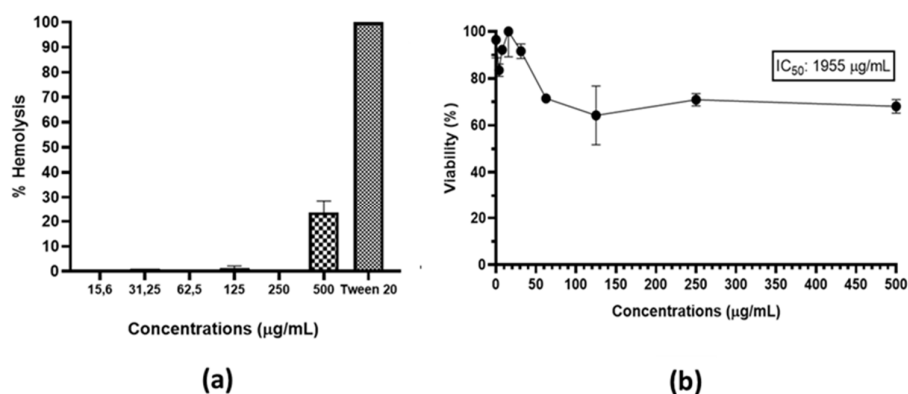 100
90
80
70
60
50
40
30
20
10
0
% Hemolysis
15,6 31,25 62,5 125 250 500 Tween 20
Concentrations (μg/mL)
(a)
100
80
60
40
20
0
Viability (%)
IC50: 1955 μg/mL
0 50 100 150 200 250 300 350 400 450 500
Concentrations (μg/mL)
(b)